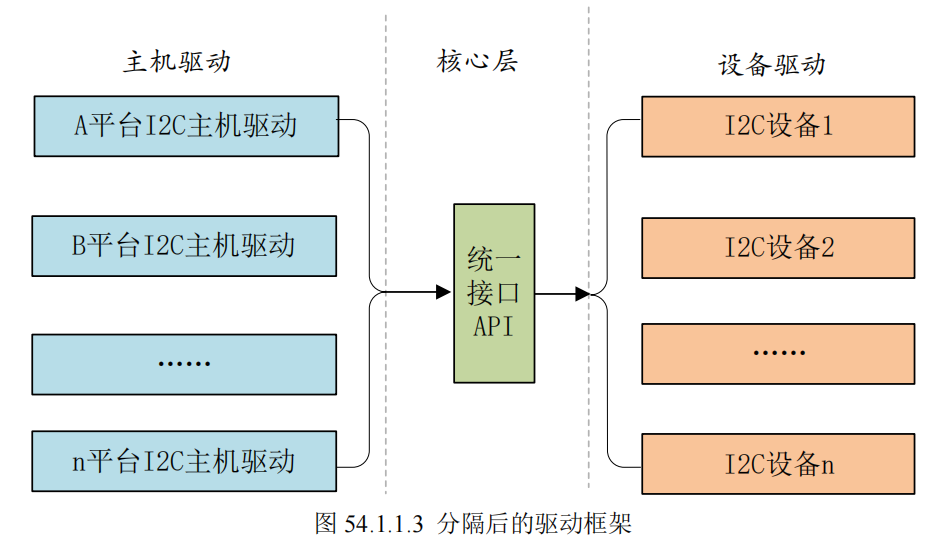 主机驱动
核心层
设备驱动
A平台I2C主机驱动
I2C设备1
B平台I2C主机驱动
I2C设备2
统一
接口
API
……
……
n平台I2C主机驱动
I2C设备n
图 54.1.1.3 分隔后的驱动框架